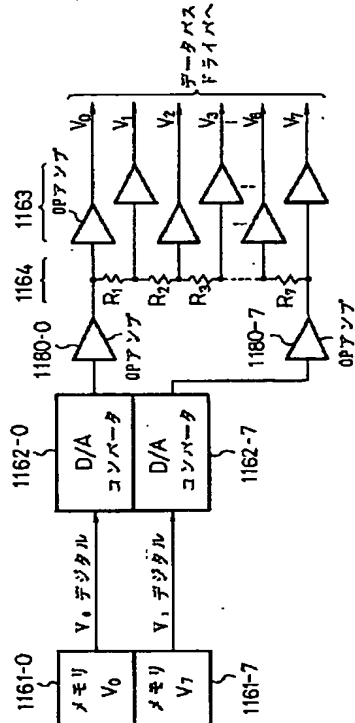 1161-0
メモリ
V₀
メモリ
V₇
1161-7
V₀ デジタル
V₁ デジタル
1162-0
D/A
コンバータ
D/A
コンバータ
1162-7
1180-0
OPアンプ
1180-7
OPアンプ
1164
R₁
R₂
R₃
R₇
1163
OPアンプ
V₀
V₁
V₂
V₃
V₆
V₇
データバス
ドライバへ